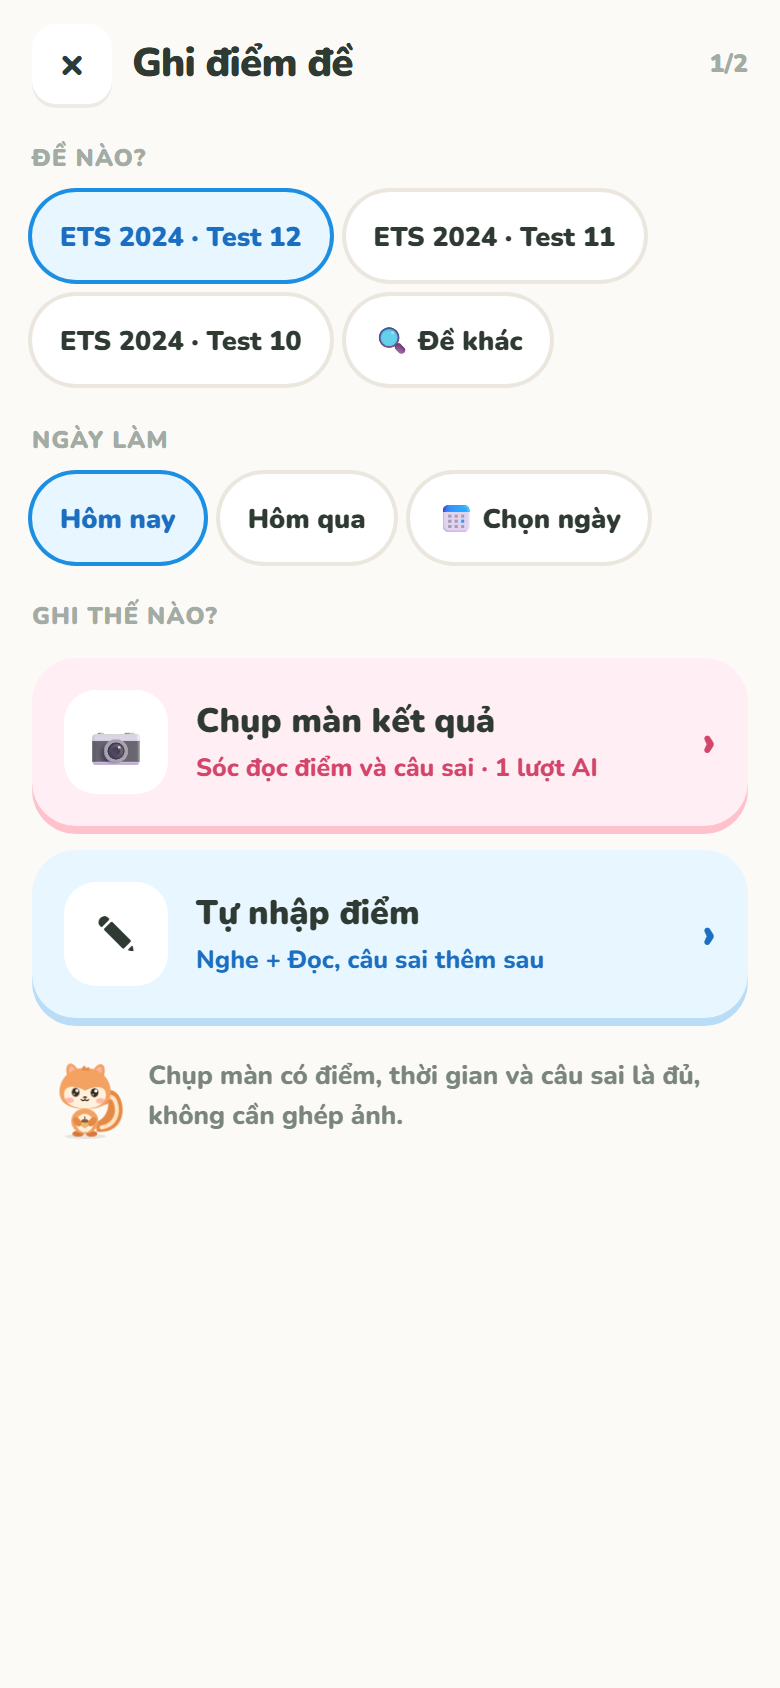 Ghi điểm đề
1/2
ĐỀ NÀO?
ETS 2024 · Test 12
ETS 2024 · Test 11
ETS 2024 · Test 10
Đề khác
NGÀY LÀM
Hôm nay
Hôm qua
Chọn ngày
GHI THẾ NÀO?
Chụp màn kết quả
Sóc đọc điểm và câu sai · 1 lượt AI
Tự nhập điểm
Nghe + Đọc, câu sai thêm sau
Chụp màn có điểm, thời gian và câu sai là đủ,
không cần ghép ảnh.